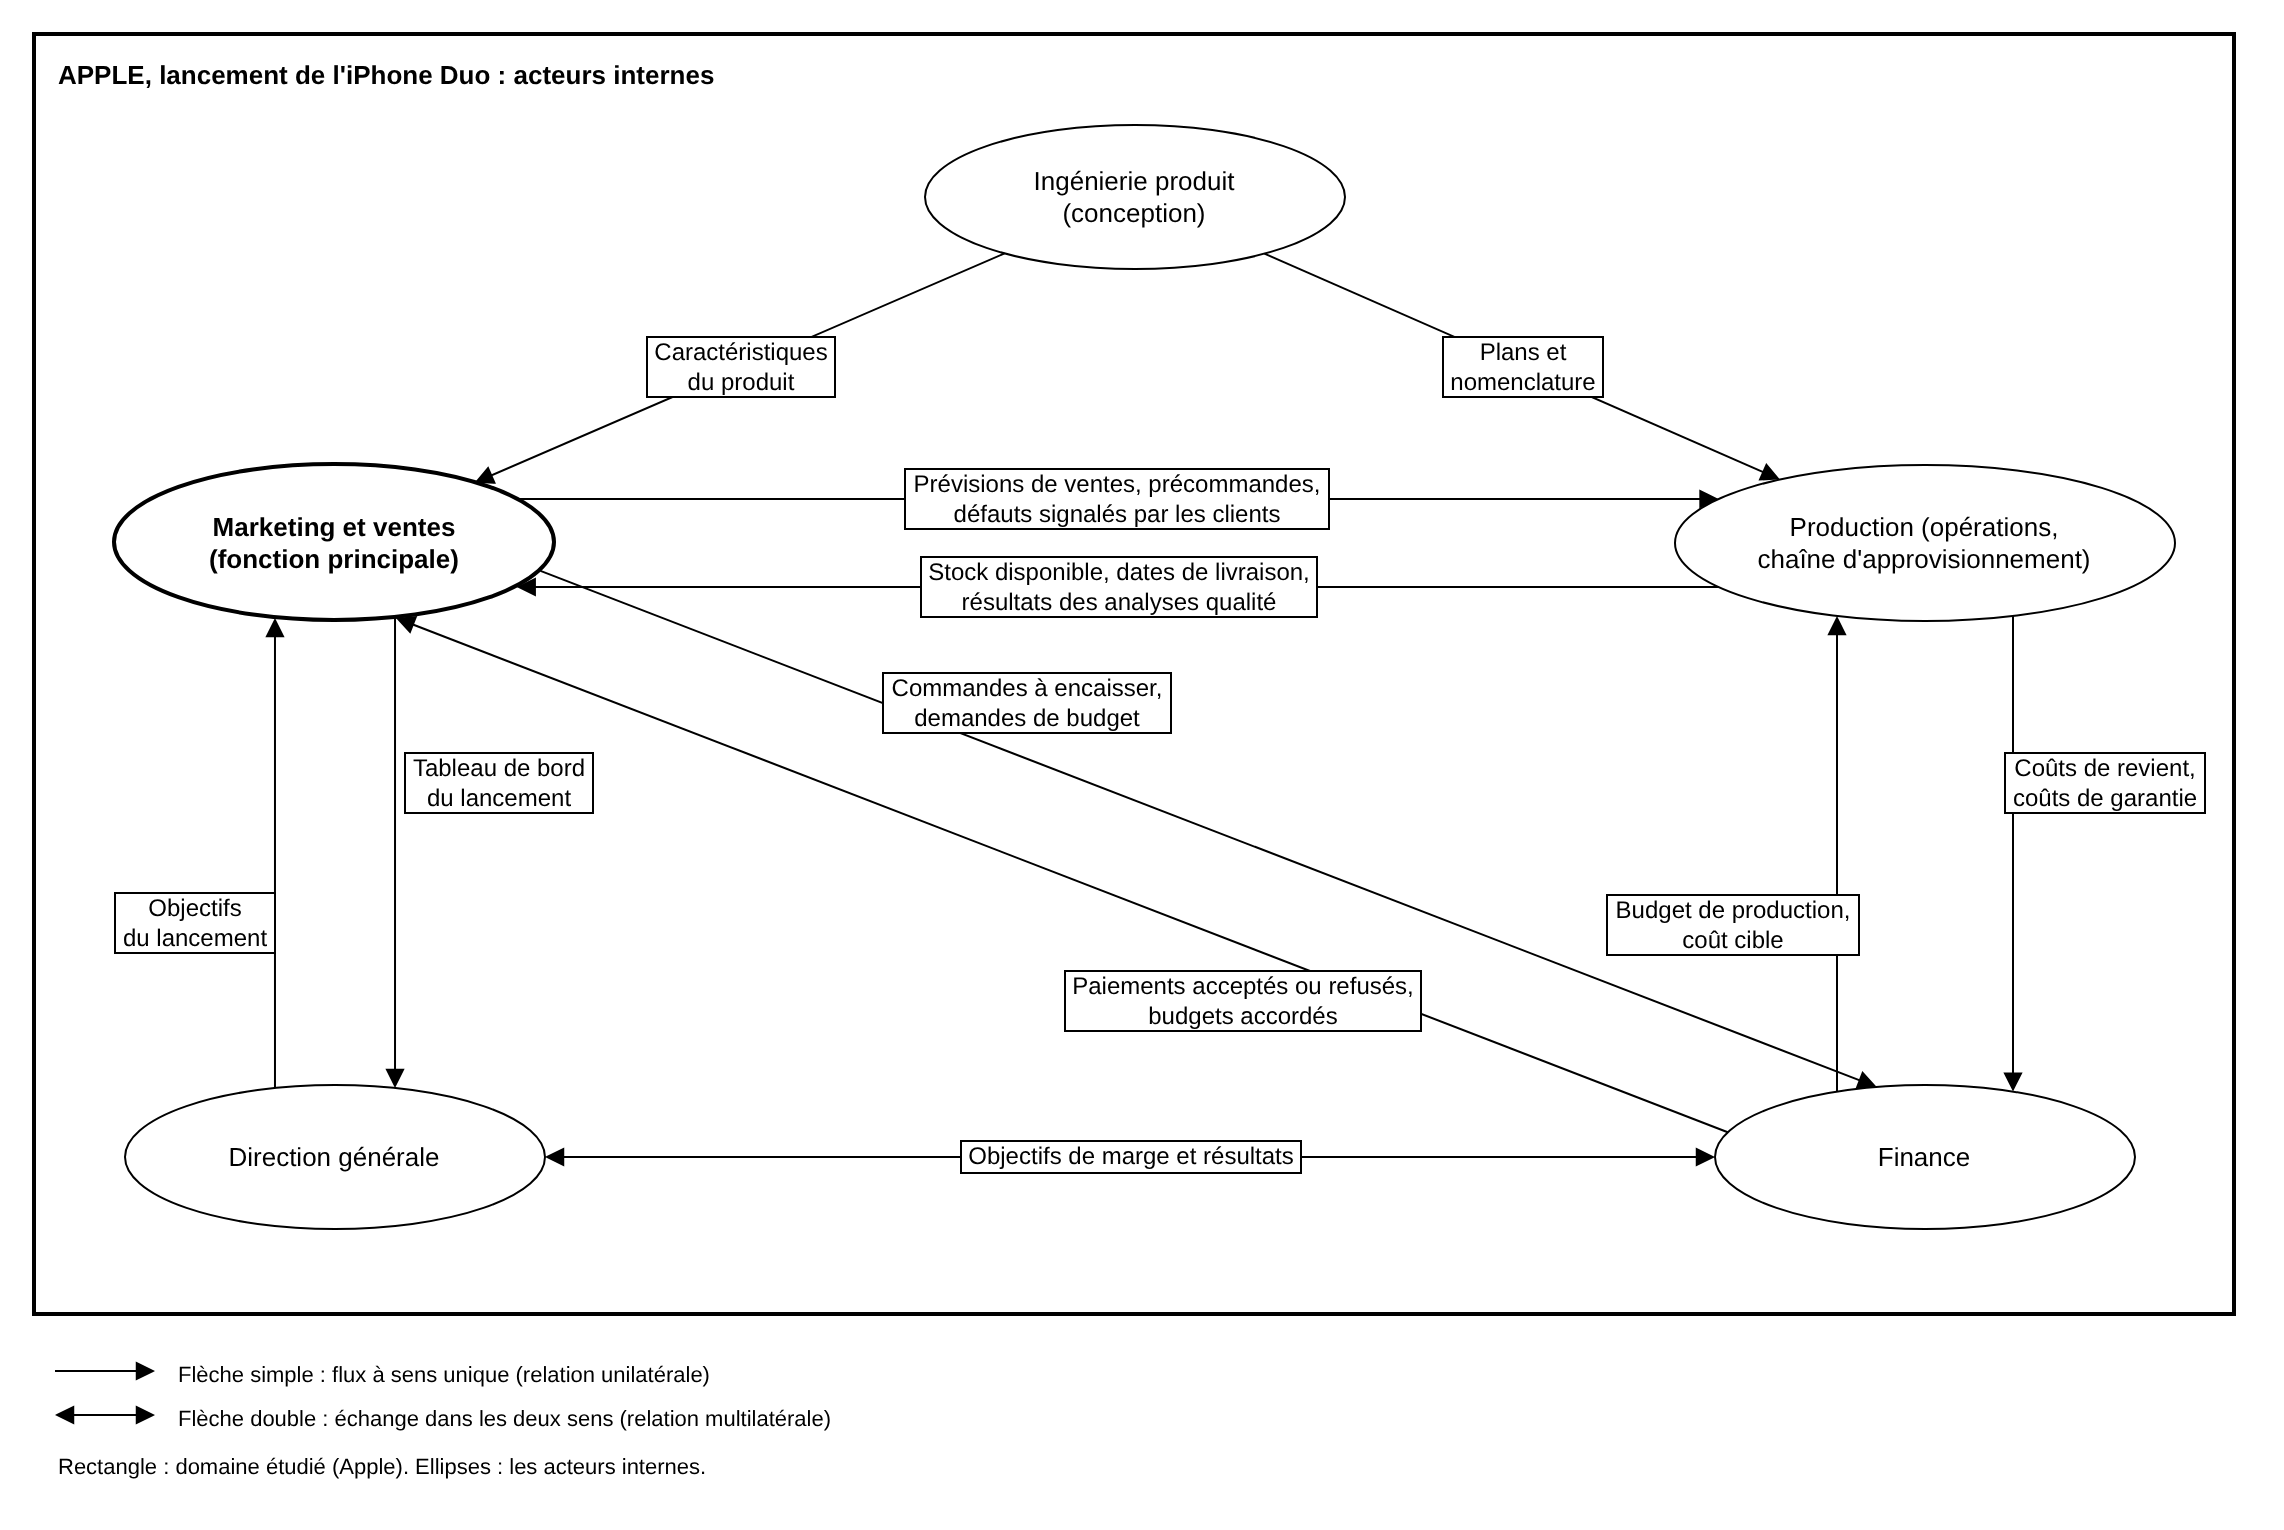 APPLE, lancement de l'iPhone Duo : acteurs internes
Ingénierie produit
(conception)
Caractéristiques
du produit
Plans et
nomenclature
Prévisions de ventes, précommandes,
défauts signalés par les clients
Marketing et ventes
(fonction principale)
Production (opérations,
chaîne d'approvisionnement)
Stock disponible, dates de livraison,
résultats des analyses qualité
Commandes à encaisser,
demandes de budget
Tableau de bord
du lancement
Coûts de revient,
coûts de garantie
Objectifs
du lancement
Budget de production,
coût cible
Paiements acceptés ou refusés,
budgets accordés
Direction générale
Objectifs de marge et résultats
Finance
Flèche simple : flux à sens unique (relation unilatérale)
Flèche double : échange dans les deux sens (relation multilatérale)
Rectangle : domaine étudié (Apple). Ellipses : les acteurs internes.